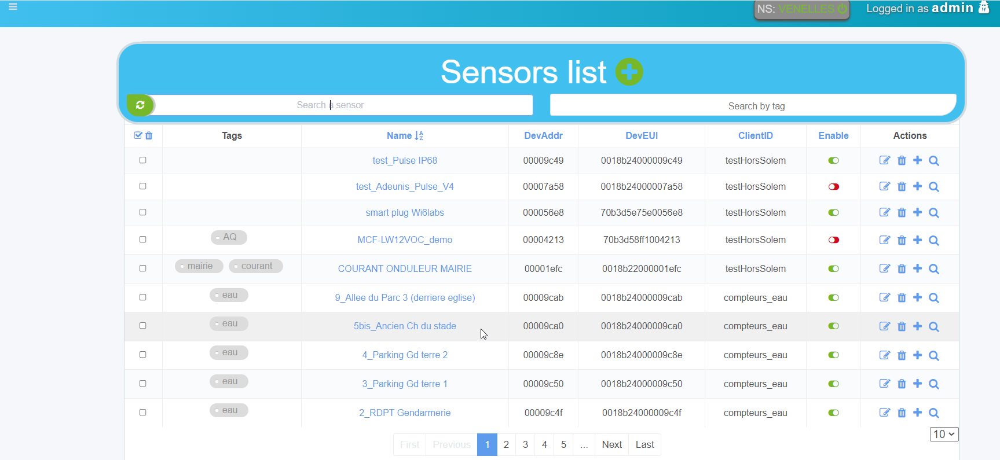 NS: VENELLES
Logged in as admin
Sensors list
Search a sensor
Search by tag
Tags Name DevAddr DevEUI ClientID Enable Actions
test_Pulse IP68 00009c49 0018b24000009c49 testHorsSolem
test_Adeunis_Pulse_V4 00007a58 0018b24000007a58 testHorsSolem
smart plug Wi6labs 000056e8 70b3d5e75e0056e8 testHorsSolem
AQ MCF-LW12VOC_demo 00004213 70b3d58ff1004213 testHorsSolem
mairie courant COURANT ONDULEUR MAIRIE 00001efc 0018b22000001efc testHorsSolem
eau 9_Allee du Parc 3 (derriere eglise) 00009cab 0018b24000009cab compteurs_eau
eau 5bis_Ancien Ch du stade 00009ca0 0018b24000009ca0 compteurs_eau
eau 4_Parking Gd terre 2 00009c8e 0018b24000009c8e compteurs_eau
eau 3_Parking Gd terre 1 00009c50 0018b24000009c50 compteurs_eau
eau 2_RDPT Gendarmerie 00009c4f 0018b24000009c4f compteurs_eau
10
First Previous 1 2 3 4 5 ... Next Last